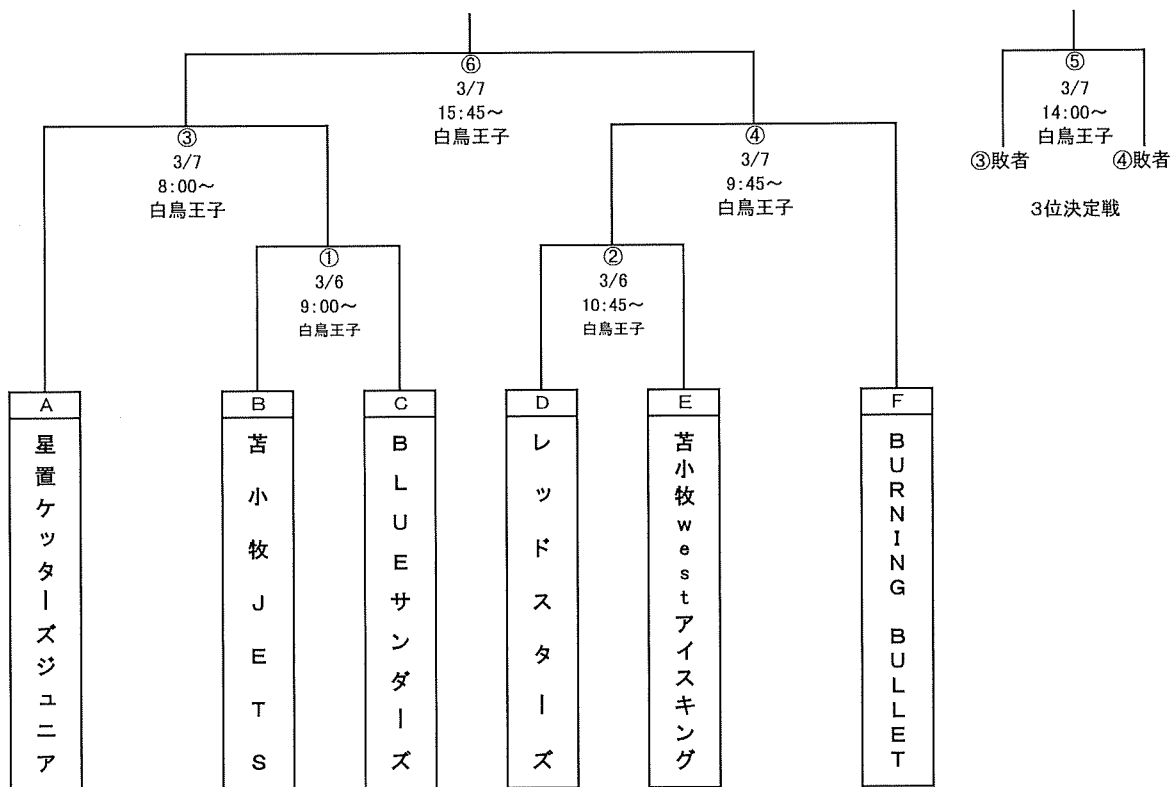 ⑥
3/7
15:45～
白鳥王子
⑤
3/7
14:00～
白鳥王子
③敗者
④敗者
3位決定戦
③
3/7
8:00～
白鳥王子
④
3/7
9:45～
白鳥王子
①
3/6
9:00～
白鳥王子
②
3/6
10:45～
白鳥王子
A
星置ケッターズジュニア
B
苫小牧JETS
C
BLUEサンダーズ
D
レッドスターズ
E
苫小牧westアイスキング
F
BURNING BULLET